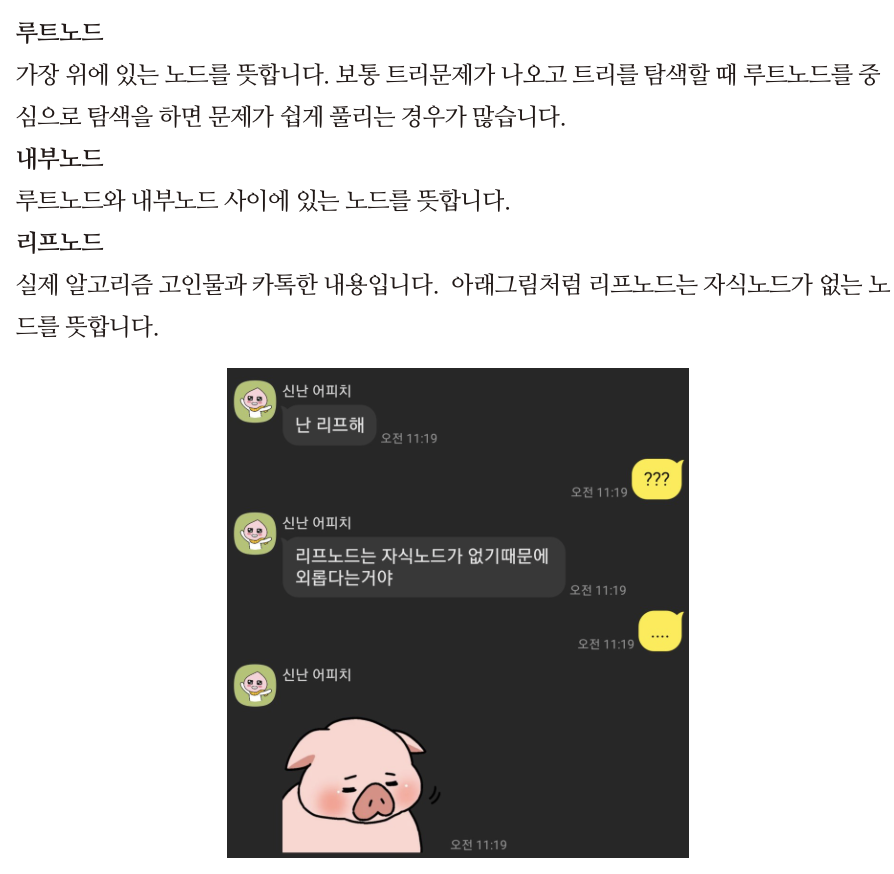 루트노드
가장 위에 있는 노드를 뜻합니다. 보통 트리문제가 나오고 트리를 탐색할 때 루트노드를 중
심으로 탐색을 하면 문제가 쉽게 풀리는 경우가 많습니다.
내부노드
루트노드와 내부노드 사이에 있는 노드를 뜻합니다.
리프노드
실제 알고리즘 고인물과 카톡한 내용입니다. 아래그림처럼 리프노드는 자식노드가 없는 노
드를 뜻합니다.
신난 어피치
난 리프해
오전 11:19
???
오전 11:19
신난 어피치
리프노드는 자식노드가 없기때문에
외롭다는거야
오전 11:19
....
오전 11:19
신난 어피치
오전 11:19